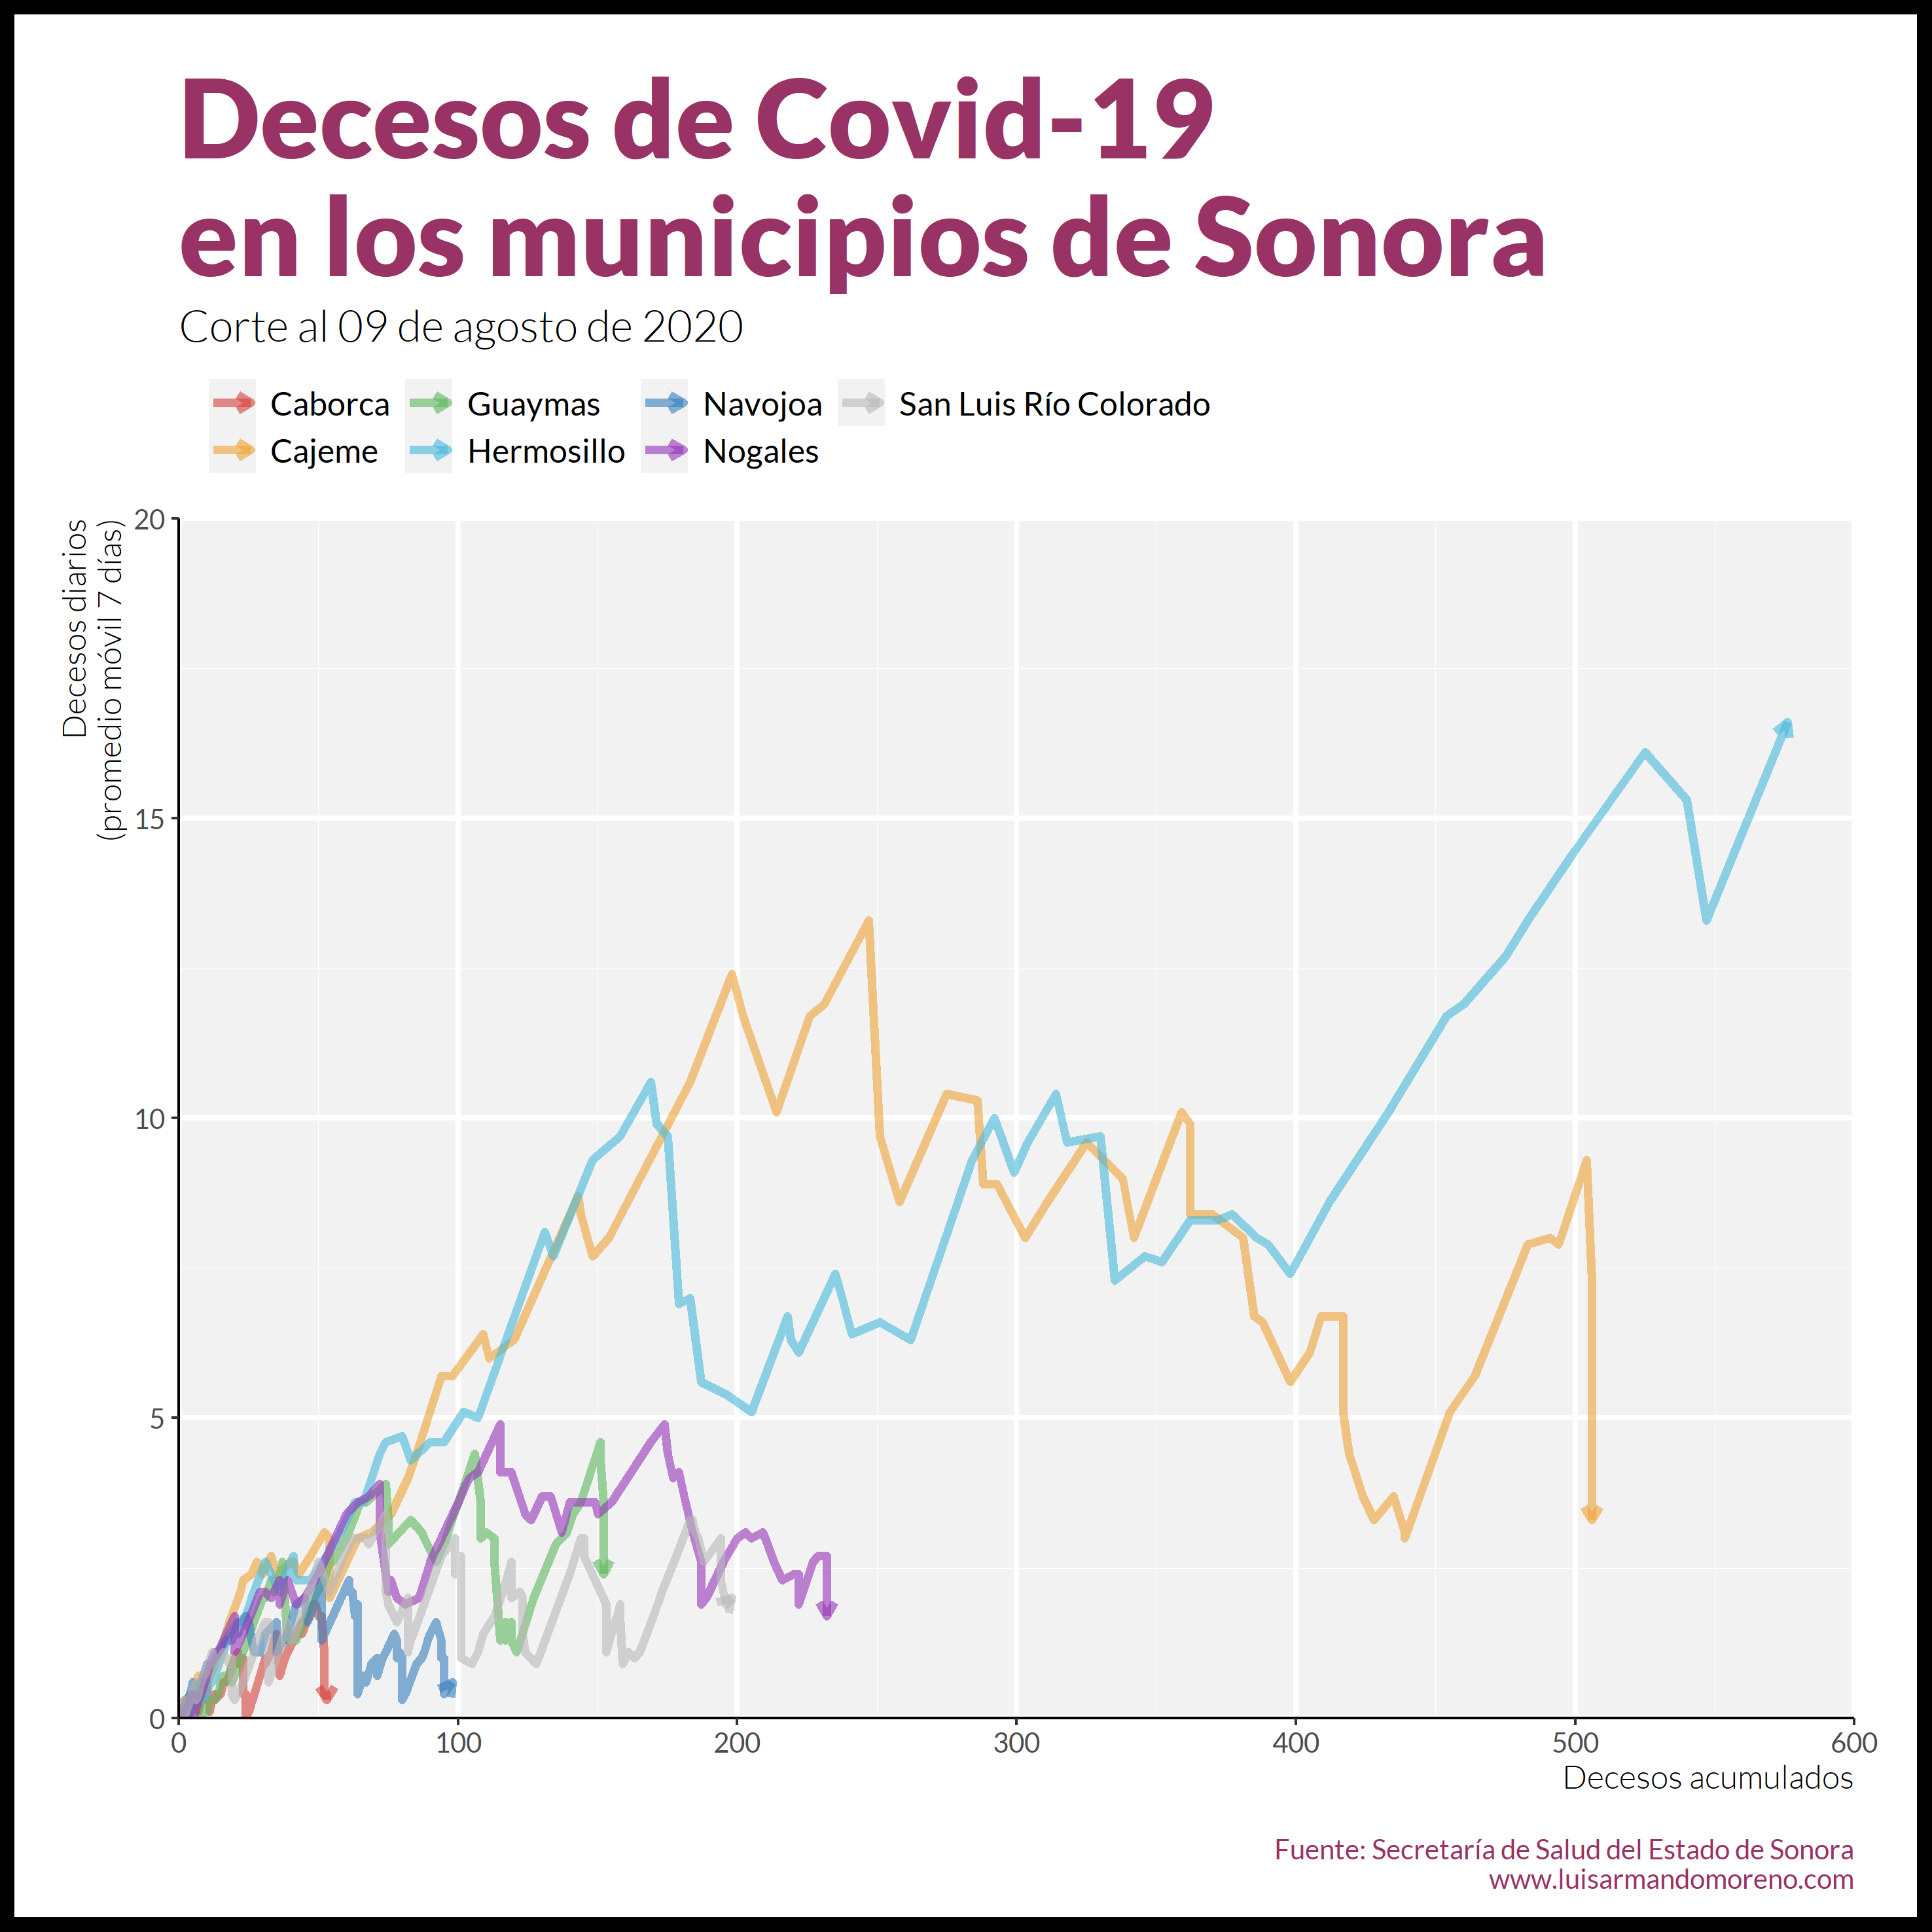 Decesos de Covid-19
en los municipios de Sonora
Corte al 09 de agosto de 2020
Caborca
Guaymas
Navojoa
San Luis Río Colorado
Cajeme
Hermosillo
Nogales
Decesos diarios
(promedio móvil 7 días)
20
15
10
5
0
0
100
200
300
400
500
600
Decesos acumulados
Fuente: Secretaría de Salud del Estado de Sonora
www.luisarmandomoreno.com